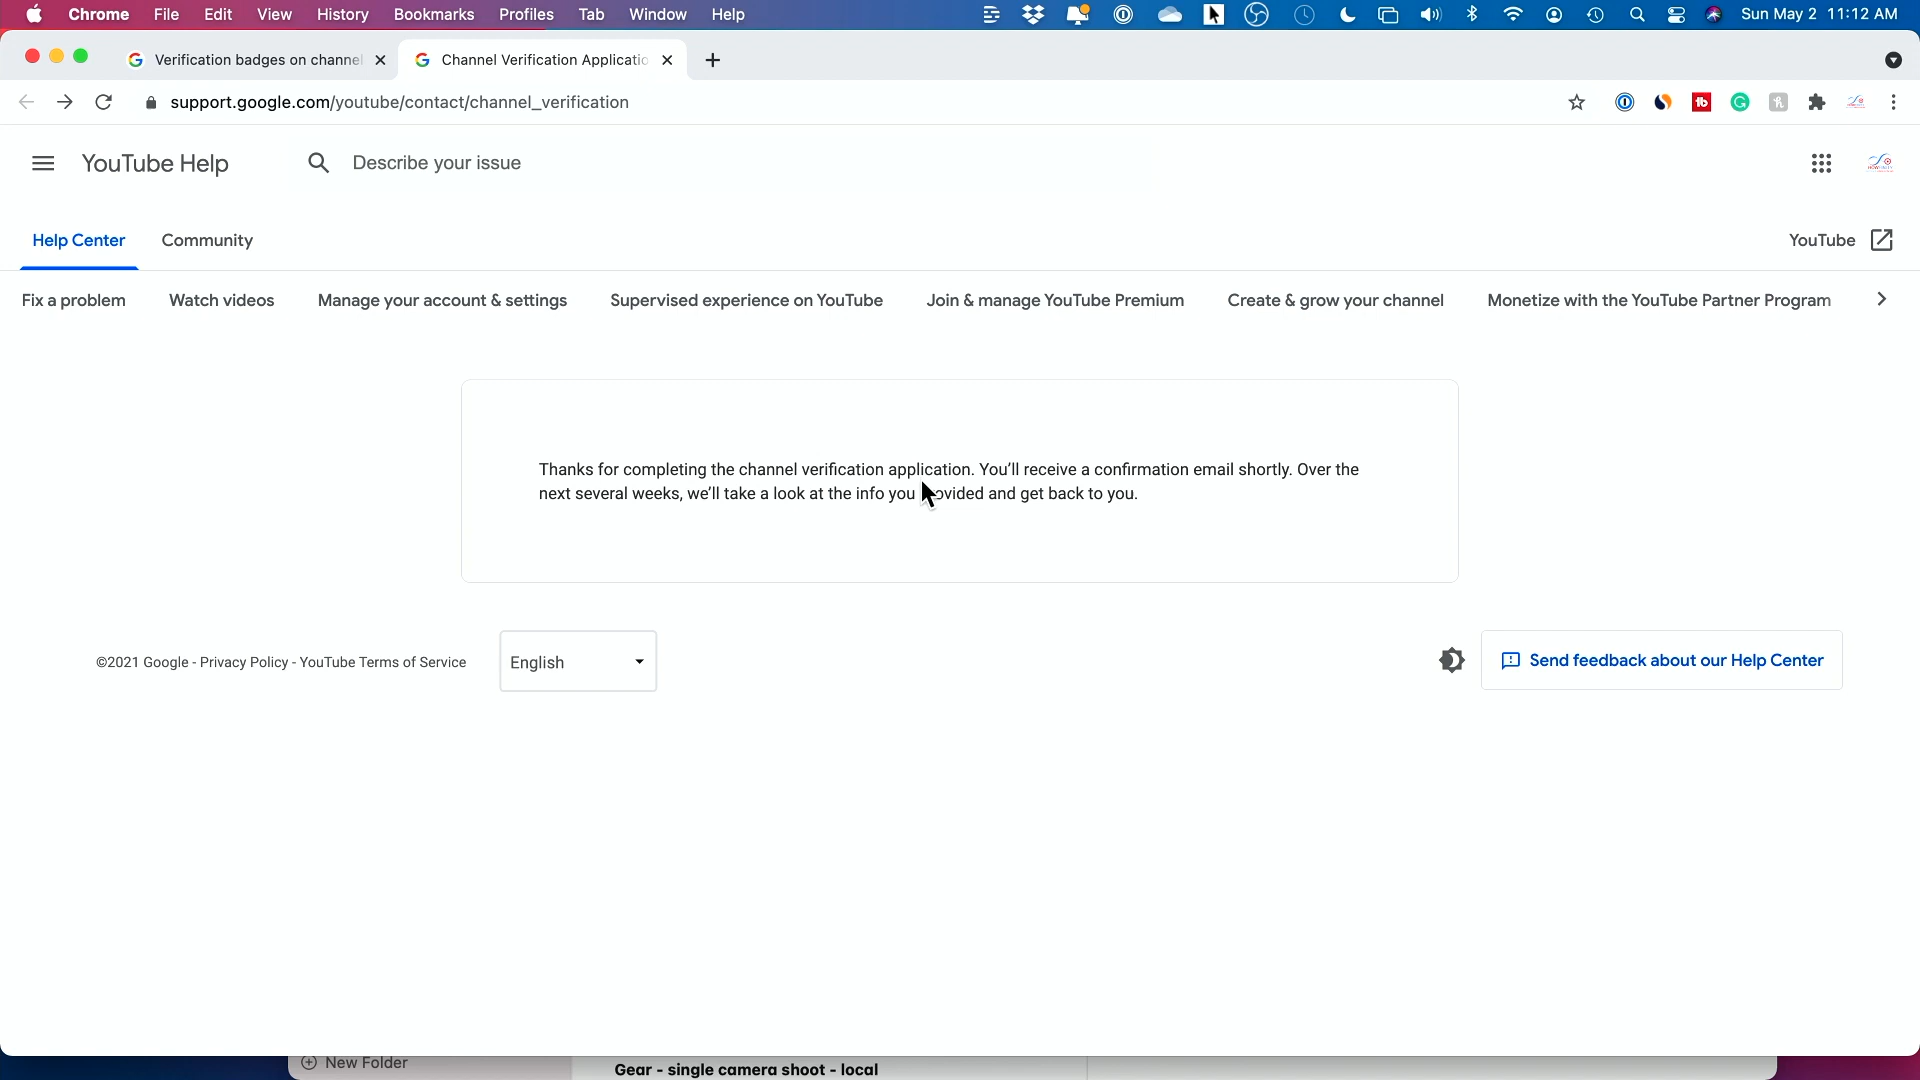 Chrome File Edit View History Bookmarks Profiles Tab Window Help Sun May 2 11:12 AM
Verification badges on channel Channel Verification Applicatio
support.google.com/youtube/contact/channel_verification
YouTube Help Describe your issue
Help Center Community YouTube
Fix a problem Watch videos Manage your account & settings Supervised experience on YouTube Join & manage YouTube Premium Create & grow your channel Monetize with the YouTube Partner Program
Thanks for completing the channel verification application. You'll receive a confirmation email shortly. Over the
next several weeks, we'll take a look at the info you provided and get back to you.
©2021 Google - Privacy Policy - YouTube Terms of Service English Send feedback about our Help Center
New Folder
Gear - single camera shoot - local